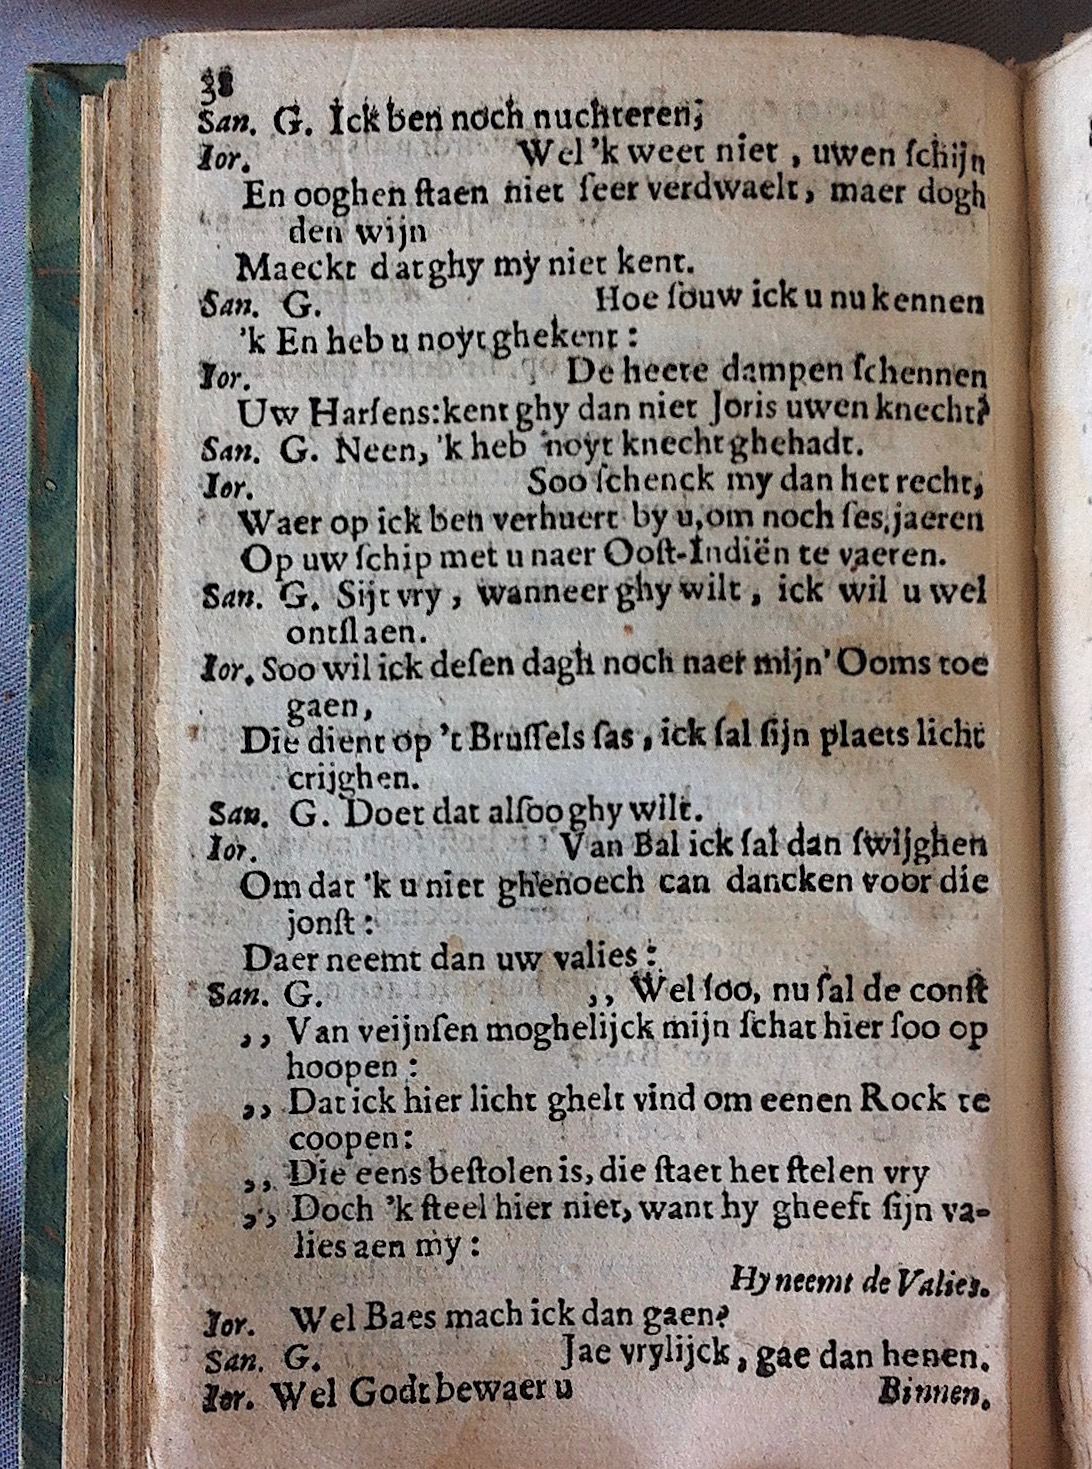 38
San. G. Ick ben noch nuchteren;
Ior. Wel 'k weet niet, uwen ſchijn
En ooghen ſtaen niet ſeer verdwaelt, maer dogh
den wijn
Maeckt dat ghy my niet kent.
San. G. Hoe ſouw ick u nu kennen
'k En heb u noyt ghekent:
Ior. De heete dampen ſchennen
Uw Harſens: kent ghy dan niet Joris uwen knecht?
San. G. Neen, 'k heb noyt knecht ghehadt.
Ior. Soo ſchenck my dan het recht,
Waer op ick ben verhuert by u, om noch ſes jaeren
Op uw ſchip met u naer Ooſt-Indiën te vaeren.
San. G. Sijt vry, wanneer ghy wilt, ick wil u wel
ontſlaen.
Ior. Soo wil ick deſen dagh noch naer mijn' Ooms toe
gaen,
Die dient op 't Bruſſels ſas, ick ſal ſijn plaets licht
crijghen.
San. G. Doet dat alſoo ghy wilt.
Ior. Van Bal ick ſal dan ſwijghen
Om dat 'k u niet ghenoech can dancken voor die
jonſt:
Daer neemt dan uw valies:
San. G. ,, Wel ſoo, nu ſal de conſt
,, Van veijnſen moghelijck mijn ſchat hier ſoo op
hoopen:
,, Dat ick hier licht ghelt vind om eenen Rock te
coopen:
,, Die eens beſtolen is, die ſtaet het ſtelen vry
,, Doch 'k ſteel hier niet, want hy gheeft ſijn va-
lies aen my:
Hy neemt de Valies.
Ior. Wel Baes mach ick dan gaen?
San. G. Jae vrylijck, gae dan henen.
Ior. Wel Godt bewaer u Binnen.